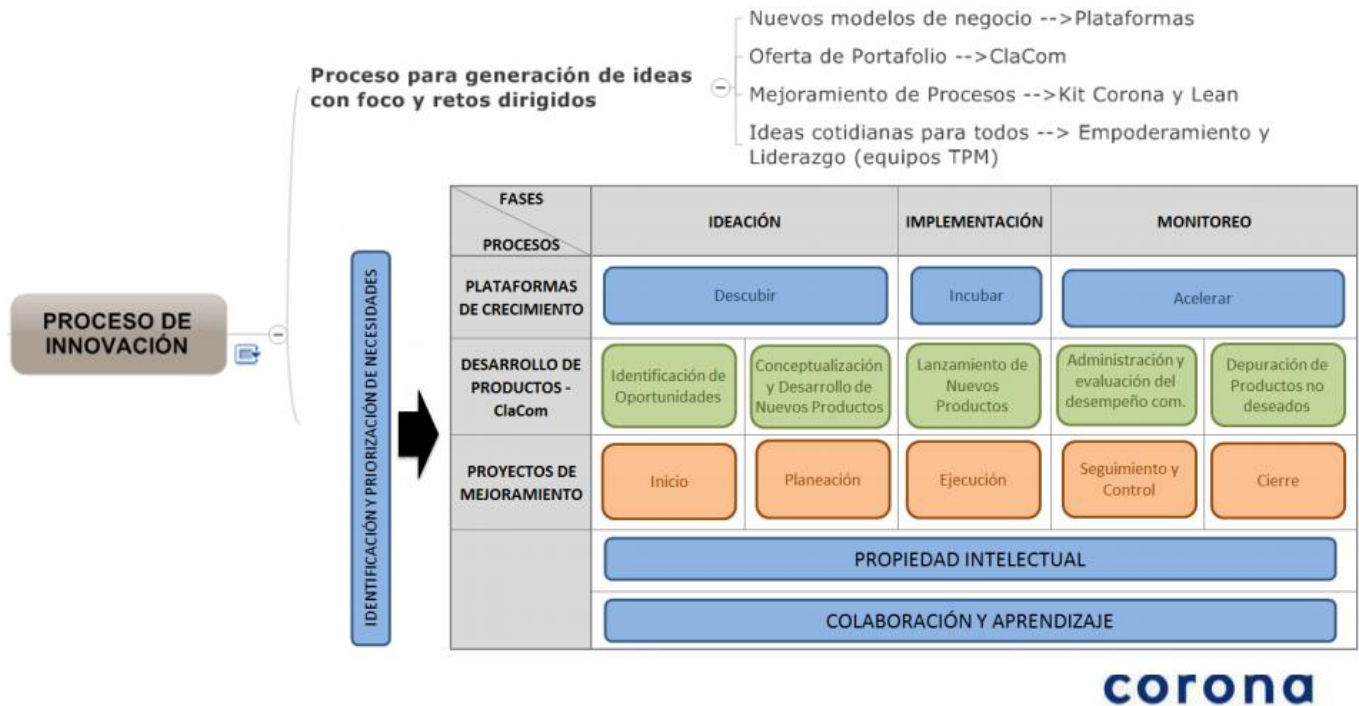 Nuevos modelos de negocio -->Plataformas
Oferta de Portafolio -->ClaCom
Mejoramiento de Procesos -->Kit Corona y Lean
Ideas cotidianas para todos --> Empoderamiento y
Liderazgo (equipos TPM)
Proceso para generación de ideas
con foco y retos dirigidos
PROCESO DE
INNOVACIÓN
IDENTIFICACIÓN Y PRIORIZACIÓN DE NECESIDADES
FASES
PROCESOS
IDEACIÓN
IMPLEMENTACIÓN
MONITOREO
PLATAFORMAS
DE CRECIMIENTO
Descubir
Incubar
Acelerar
DESARROLLO DE
PRODUCTOS -
ClaCom
Identificación de
Oportunidades
Conceptualización
y Desarrollo de
Nuevos Productos
Lanzamiento de
Nuevos
Productos
Administración y
evaluación del
desempeño com.
Depuración de
Productos no
deseados
PROYECTOS DE
MEJORAMIENTO
Inicio
Planeación
Ejecución
Seguimiento y
Control
Cierre
PROPIEDAD INTELECTUAL
COLABORACIÓN Y APRENDIZAJE
corona